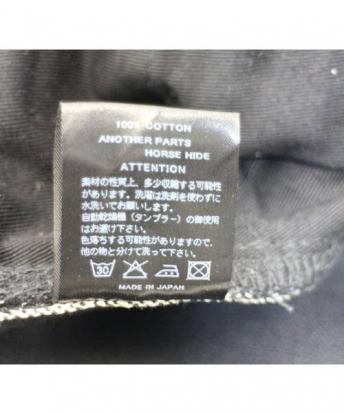 100% COTTON
ANOTHER PARTS
HORSE HIDE
ATTENTION
素材の性質上、多少収縮する可能性
があります。洗濯は洗剤を使わずに
水洗いでお願いします。
自動乾燥機（タンブラー）の御使用
はお避け下さい。
色落ちする可能性がありますので、
他の物と分けて洗って下さい。
30
MADE IN JAPAN